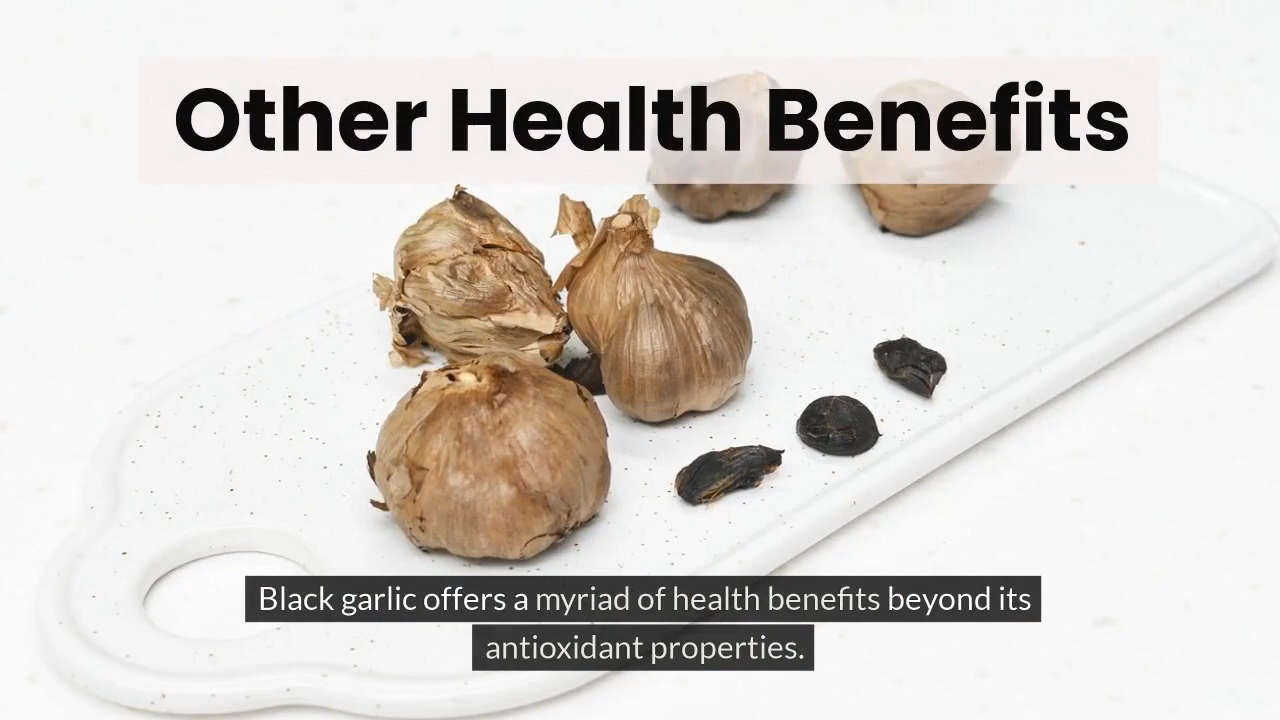 Other Health Benefits
Black garlic offers a myriad of health benefits beyond its
antioxidant properties.